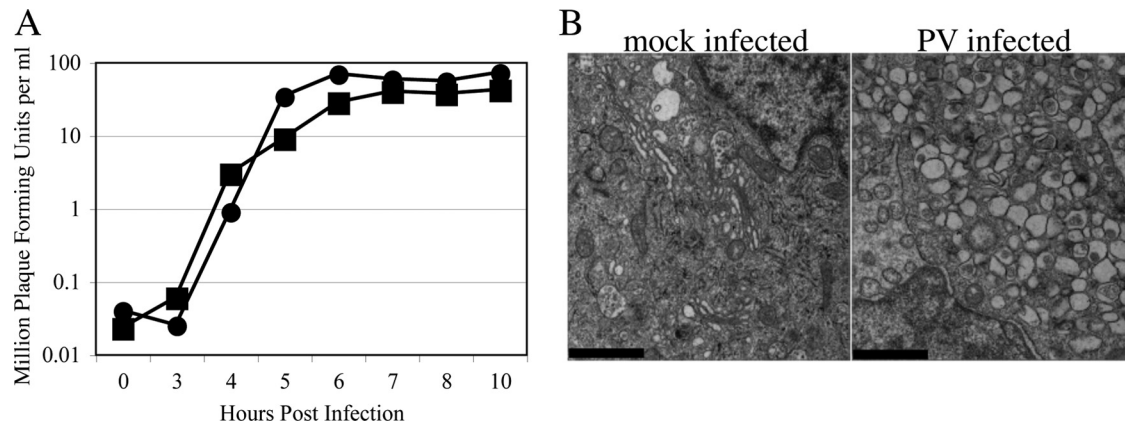 A
Million Plaque Forming Units per ml
100
10
1
0.1
0.01
0 3 4 5 6 7 8 10
Hours Post Infection
B
mock infected
PV infected